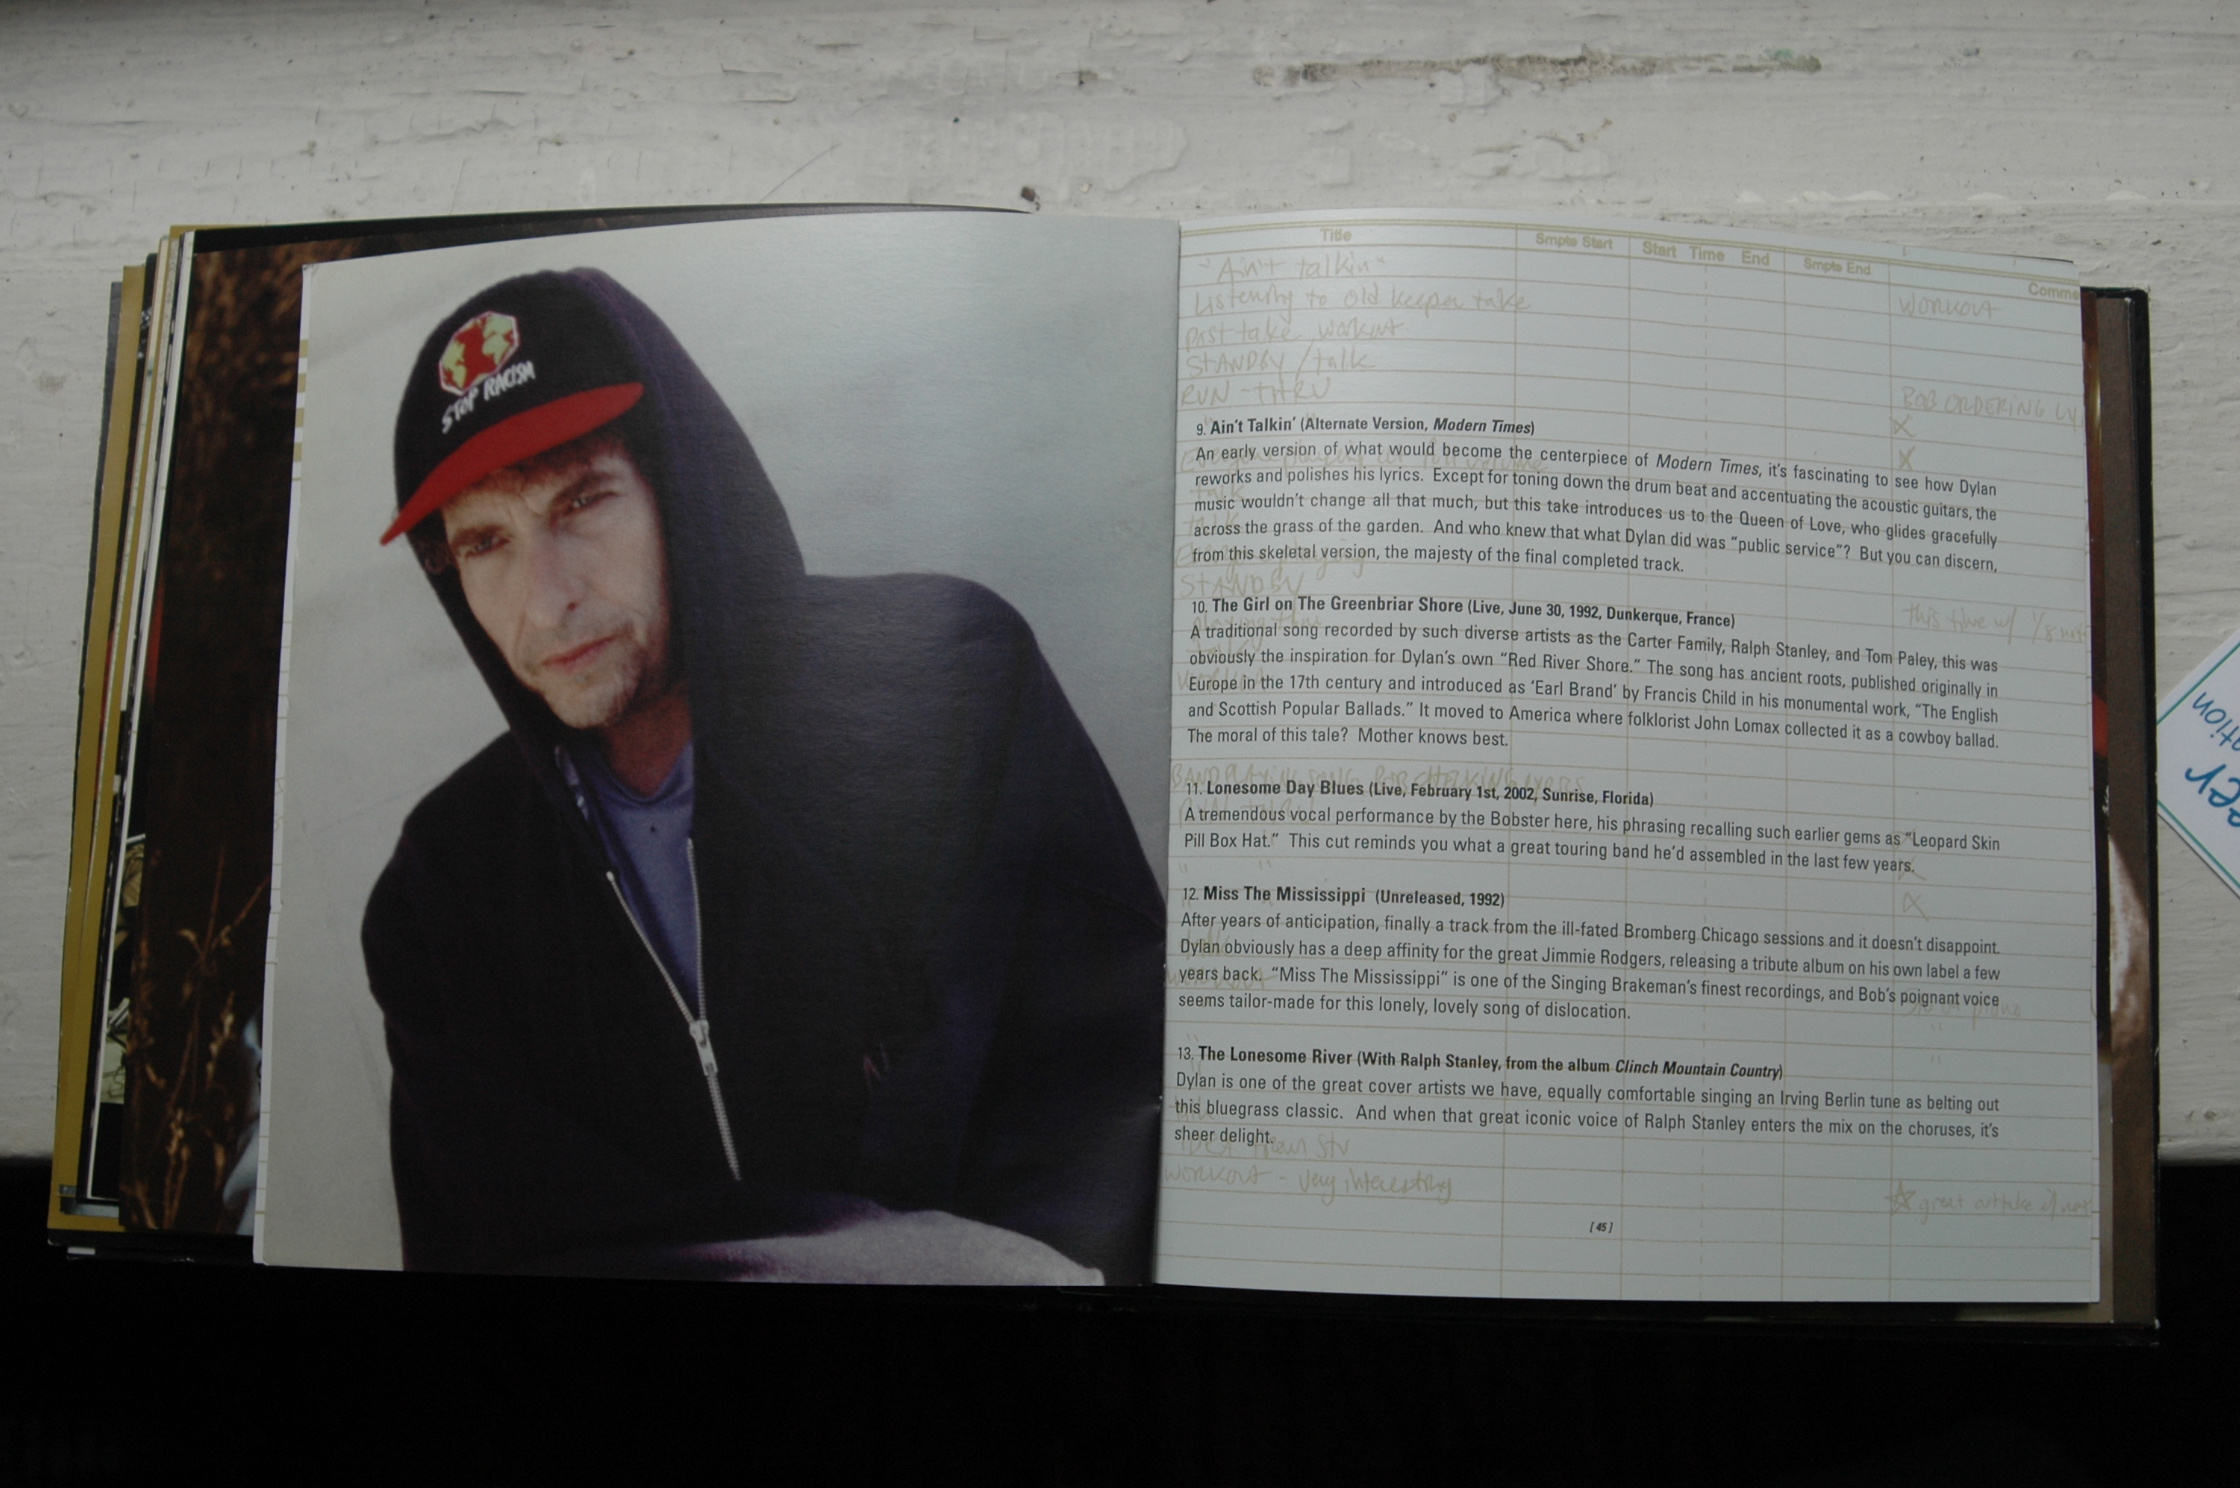 STOP RACISM
Title Smpte Start Start Time End Smpte End Comme
"Ain't talkin"
Listening to old keeper take
WORKOUT
past take workout
STANDBY / talk
RUN - THRU
BOB ORDERING
X
X
9. Ain't Talkin' (Alternate Version, Modern Times)
An early version of what would become the centerpiece of Modern Times, it's fascinating to see how Dylan
reworks and polishes his lyrics. Except for toning down the drum beat and accentuating the acoustic guitars, the
music wouldn't change all that much, but this take introduces us to the Queen of Love, who glides gracefully
across the grass of the garden. And who knew that what Dylan did was "public service"? But you can discern,
from this skeletal version, the majesty of the final completed track.
STANDBY
10. The Girl on The Greenbriar Shore (Live, June 30, 1992, Dunkerque, France)
this time w/ 1/8
A traditional song recorded by such diverse artists as the Carter Family, Ralph Stanley, and Tom Paley, this was
obviously the inspiration for Dylan's own "Red River Shore." The song has ancient roots, published originally in
Europe in the 17th century and introduced as 'Earl Brand' by Francis Child in his monumental work, "The English
and Scottish Popular Ballads." It moved to America where folklorist John Lomax collected it as a cowboy ballad.
The moral of this tale? Mother knows best.
11. Lonesome Day Blues (Live, February 1st, 2002, Sunrise, Florida)
A tremendous vocal performance by the Bobster here, his phrasing recalling such earlier gems as "Leopard Skin
Pill Box Hat." This cut reminds you what a great touring band he'd assembled in the last few years.
12. Miss The Mississippi (Unreleased, 1992)
After years of anticipation, finally a track from the ill-fated Bromberg Chicago sessions and it doesn't disappoint.
Dylan obviously has a deep affinity for the great Jimmie Rodgers, releasing a tribute album on his own label a few
years back. "Miss The Mississippi" is one of the Singing Brakeman's finest recordings, and Bob's poignant voice
seems tailor-made for this lonely, lovely song of dislocation.
13. The Lonesome River (With Ralph Stanley, from the album Clinch Mountain Country)
Dylan is one of the great cover artists we have, equally comfortable singing an Irving Berlin tune as belting out
this bluegrass classic. And when that great iconic voice of Ralph Stanley enters the mix on the choruses, it's
sheer delight.
WORKOUT - very interesting
great outtake
[ 45 ]